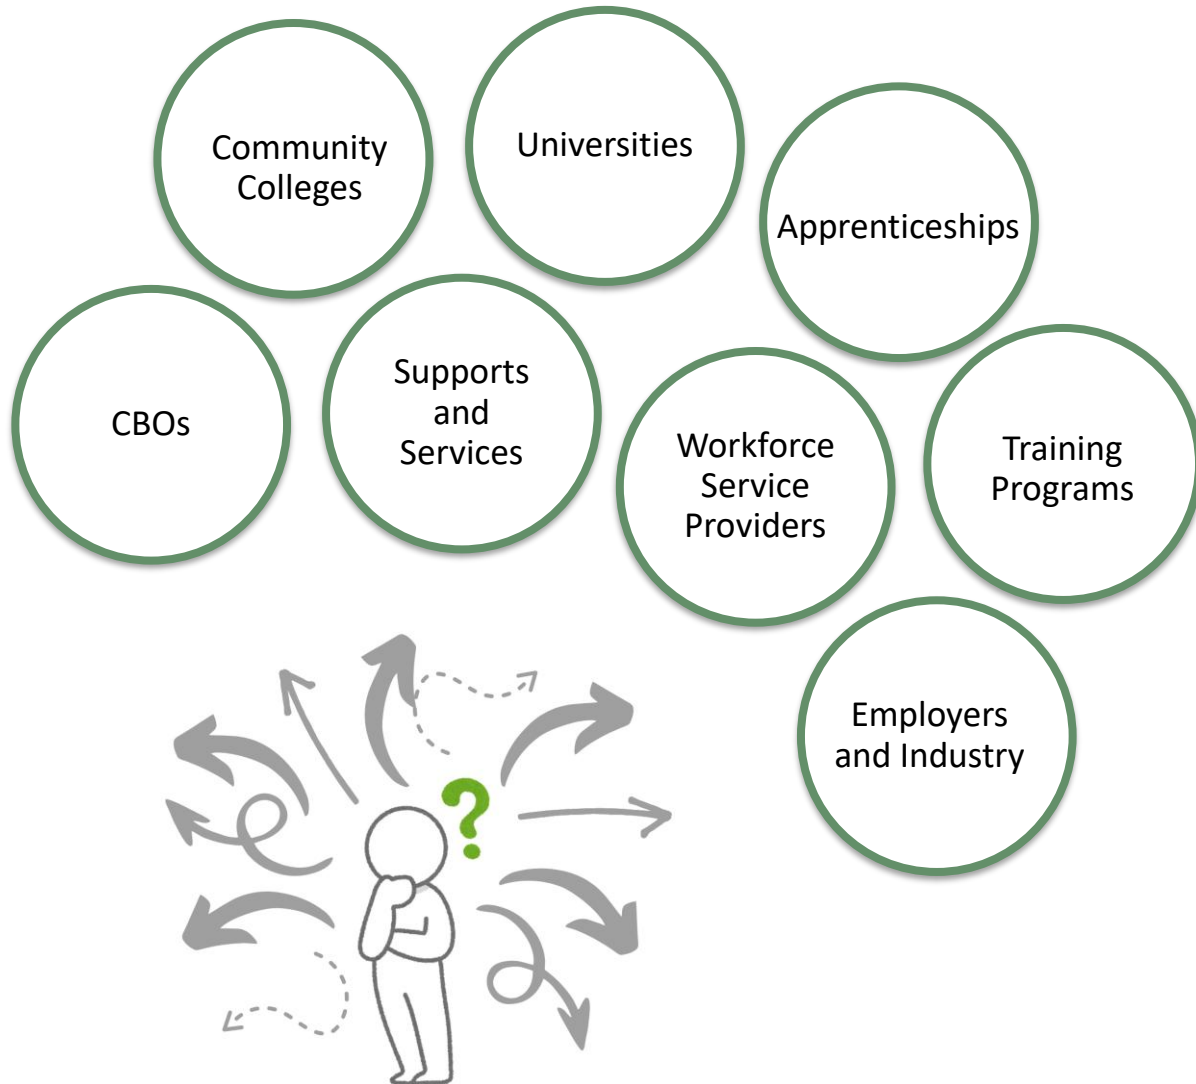 Community
Colleges
Universities
Apprenticeships
CBOs
Supports
and
Services
Workforce
Service
Providers
Training
Programs
Employers
and Industry
?